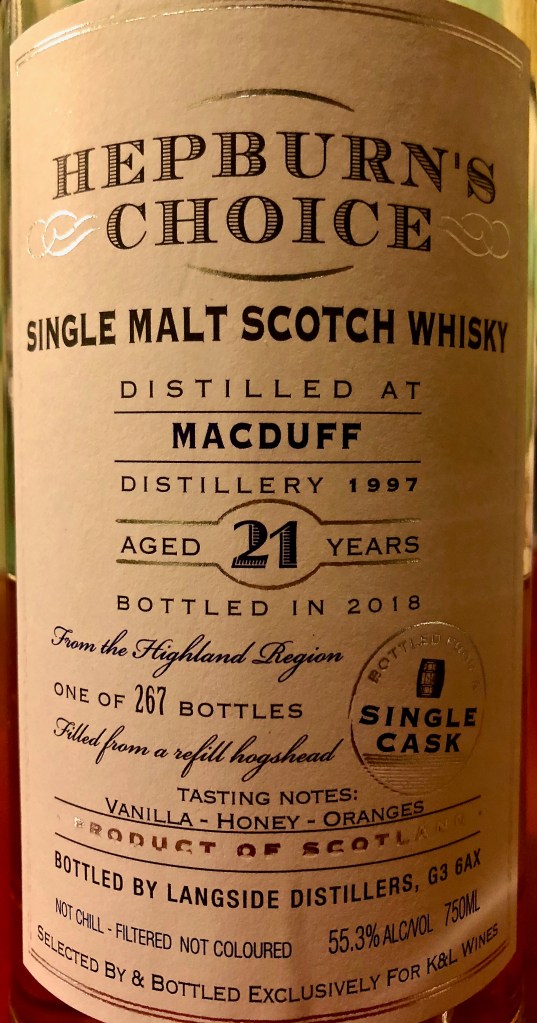 HEPBURN'S
CHOICE
SINGLE MALT SCOTCH WHISKY
DISTILLED AT
MACDUFF
DISTILLERY 1997
AGED 21 YEARS
BOTTLED IN 2018
From the Highland Region
ONE OF 267 BOTTLES
Filled from a refill hogshead
BOTTLED FROM A
SINGLE
CASK
TASTING NOTES:
VANILLA - HONEY - ORANGES
PRODUCT OF SCOTLAND
BOTTLED BY LANGSIDE DISTILLERS, G3 6AX
NOT CHILL - FILTERED NOT COLOURED 55.3% ALC/VOL 750ML
SELECTED BY & BOTTLED EXCLUSIVELY FOR K&L WINES